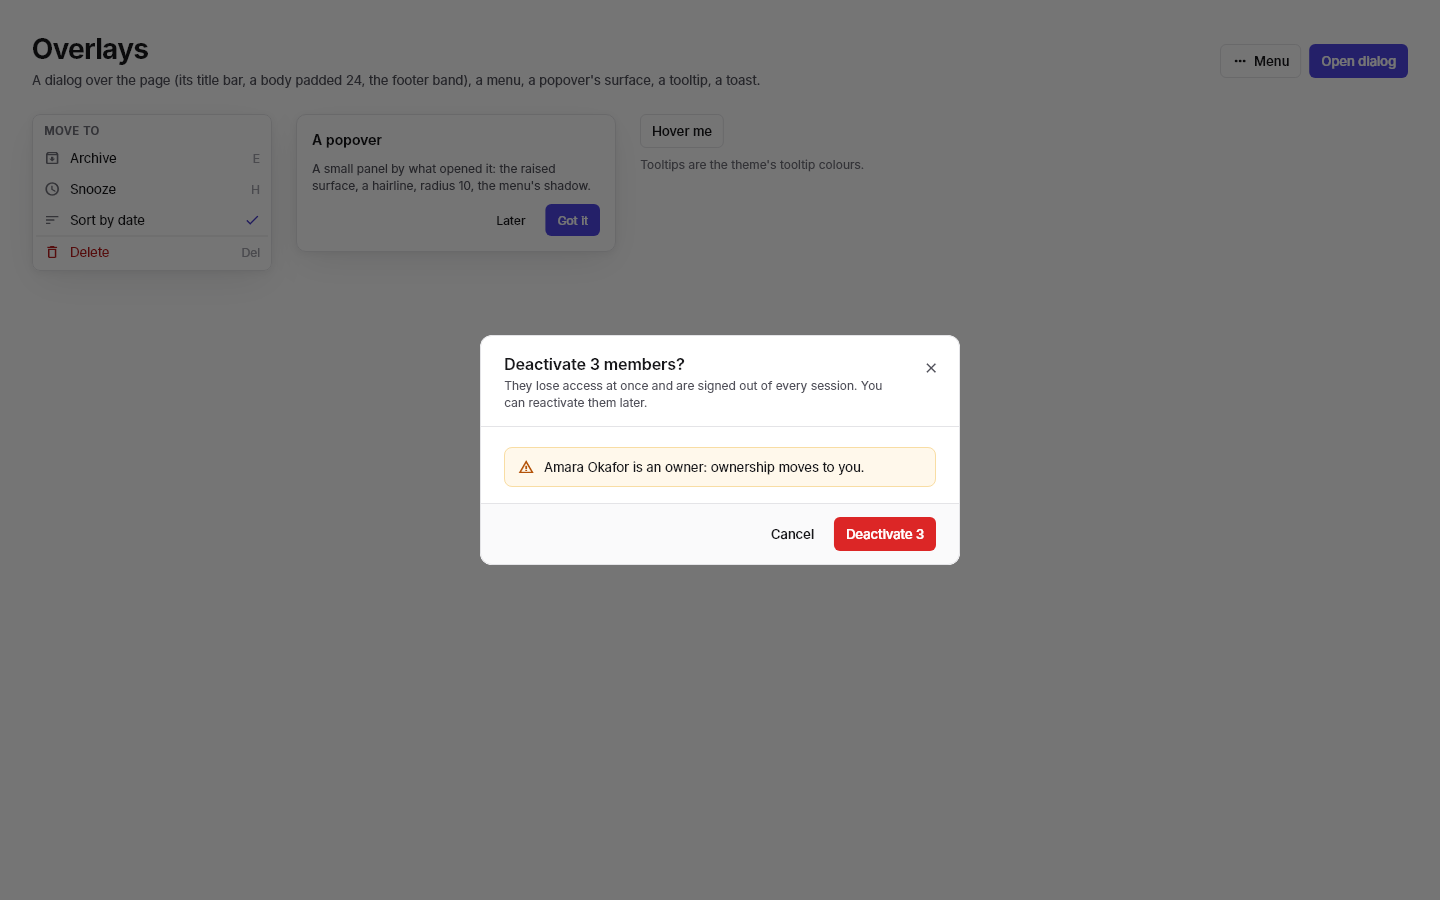 Overlays
A dialog over the page (its title bar, a body padded 24, the footer band), a menu, a popover's surface, a tooltip, a toast.
Menu
Open dialog
MOVE TO
Archive E
Snooze H
Sort by date
Delete Del
A popover
A small panel by what opened it: the raised
surface, a hairline, radius 10, the menu's shadow.
Later
Got it
Hover me
Tooltips are the theme's tooltip colours.
Deactivate 3 members?
They lose access at once and are signed out of every session. You
can reactivate them later.
Amara Okafor is an owner: ownership moves to you.
Cancel
Deactivate 3